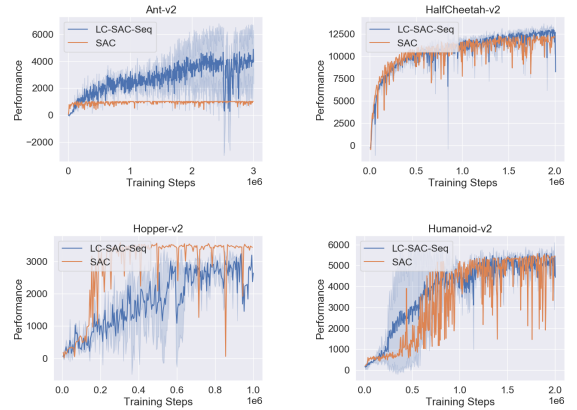 Ant-v2
LC-SAC-Seq
SAC
Performance
6000
4000
2000
0
−2000
0
1
2
3
Training Steps
1e6
HalfCheetah-v2
LC-SAC-Seq
SAC
Performance
12500
10000
7500
5000
2500
0
0.0
0.5
1.0
1.5
2.0
Training Steps
1e6
Hopper-v2
LC-SAC-Seq
SAC
Performance
3000
2000
1000
0
0.0
0.2
0.4
0.6
0.8
1.0
Training Steps
1e6
Humanoid-v2
LC-SAC-Seq
SAC
Performance
6000
5000
4000
3000
2000
1000
0
0.0
0.5
1.0
1.5
2.0
Training Steps
1e6